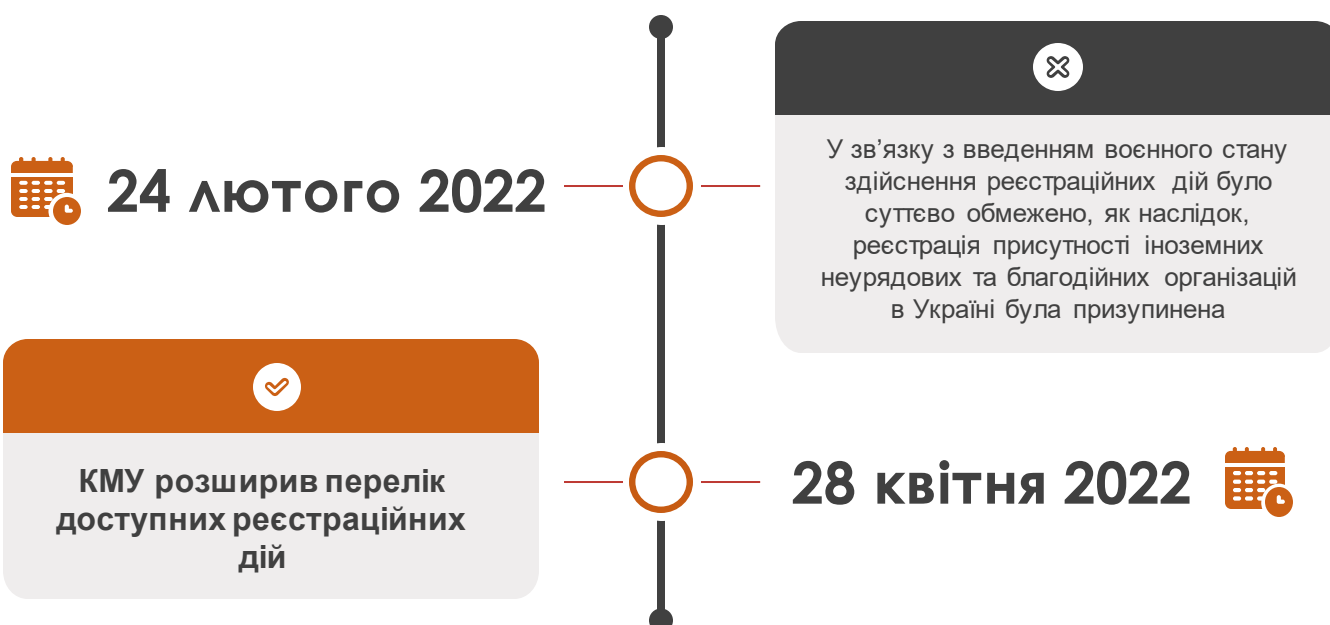 24 лютого 2022
У зв’язку з введенням воєнного стану
здійснення реєстраційних дій було
суттєво обмежено, як наслідок,
реєстрація присутності іноземних
неурядових та благодійних організацій
в Україні була призупинена
28 квітня 2022
КМУ розширив перелік
доступних реєстраційних
дій